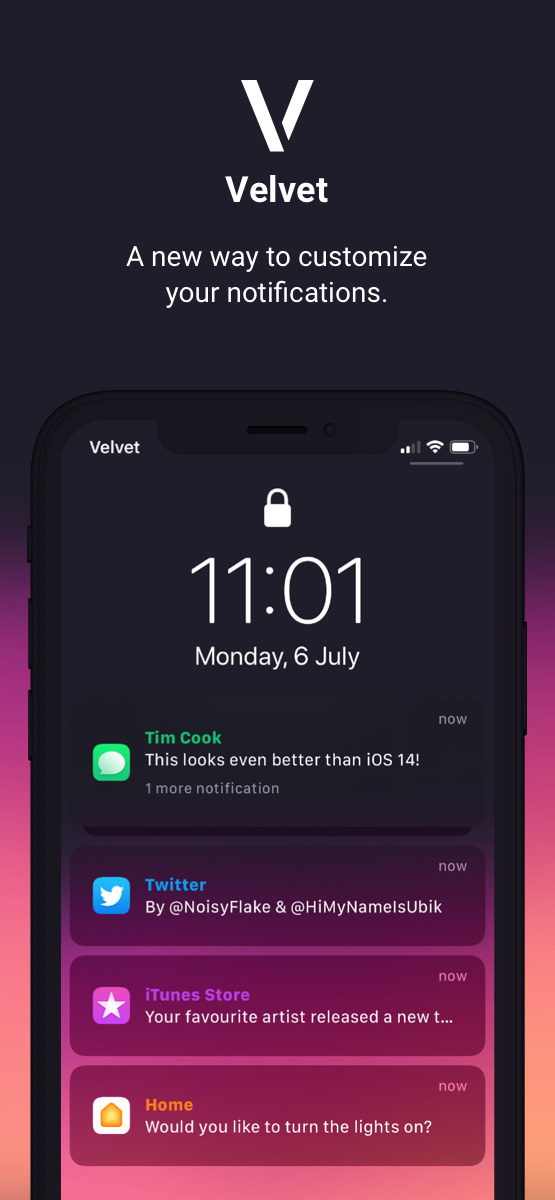 Velvet
A new way to customize
your notifications.
Velvet
11:01
Monday, 6 July
now
Tim Cook
This looks even better than iOS 14!
1 more notification
now
Twitter
By @NoisyFlake & @HiMyNameIsUbik
now
iTunes Store
Your favourite artist released a new t...
now
Home
Would you like to turn the lights on?